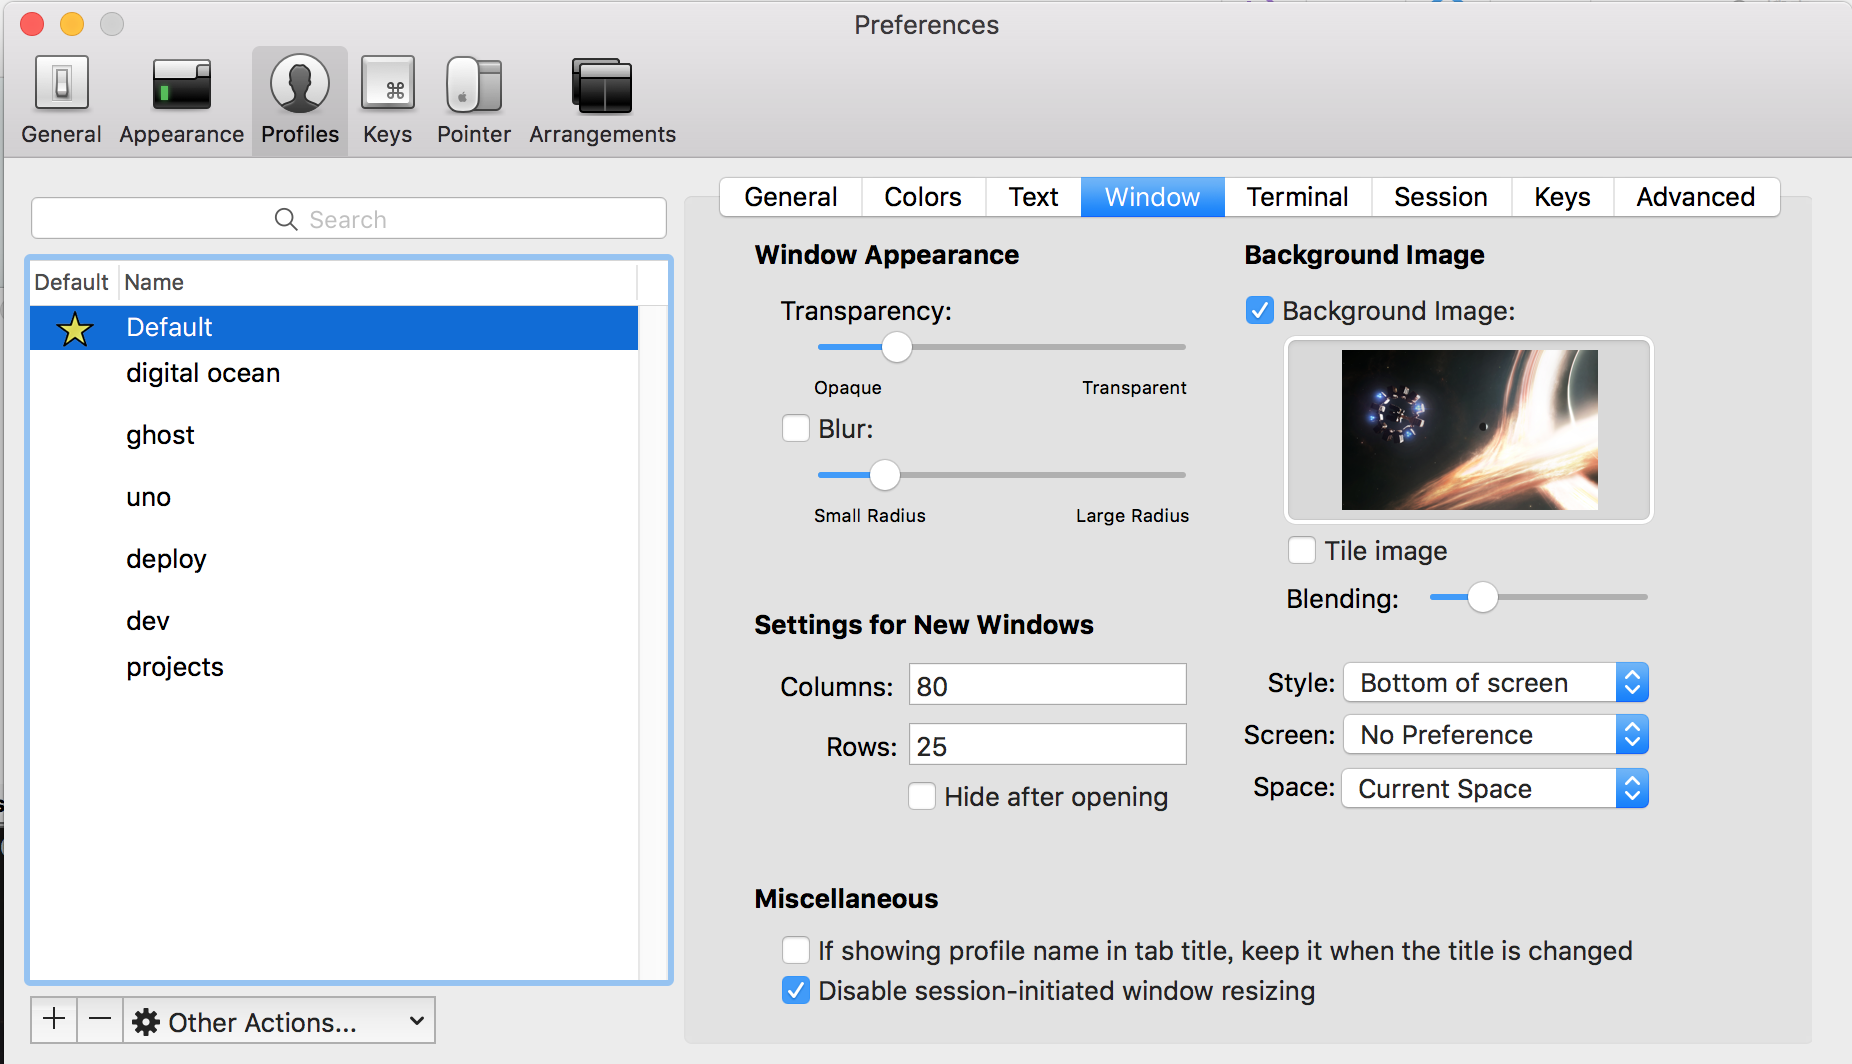 Preferences
General Appearance Profiles Keys Pointer Arrangements
Search
Default Name
Default
digital ocean
ghost
uno
deploy
dev
projects
Other Actions...
General Colors Text Window Terminal Session Keys Advanced
Window Appearance
Transparency:
Opaque Transparent
Blur:
Small Radius Large Radius
Background Image
Background Image:
Tile image
Blending:
Settings for New Windows
Columns: 80
Rows: 25
Hide after opening
Style: Bottom of screen
Screen: No Preference
Space: Current Space
Miscellaneous
If showing profile name in tab title, keep it when the title is changed
Disable session-initiated window resizing